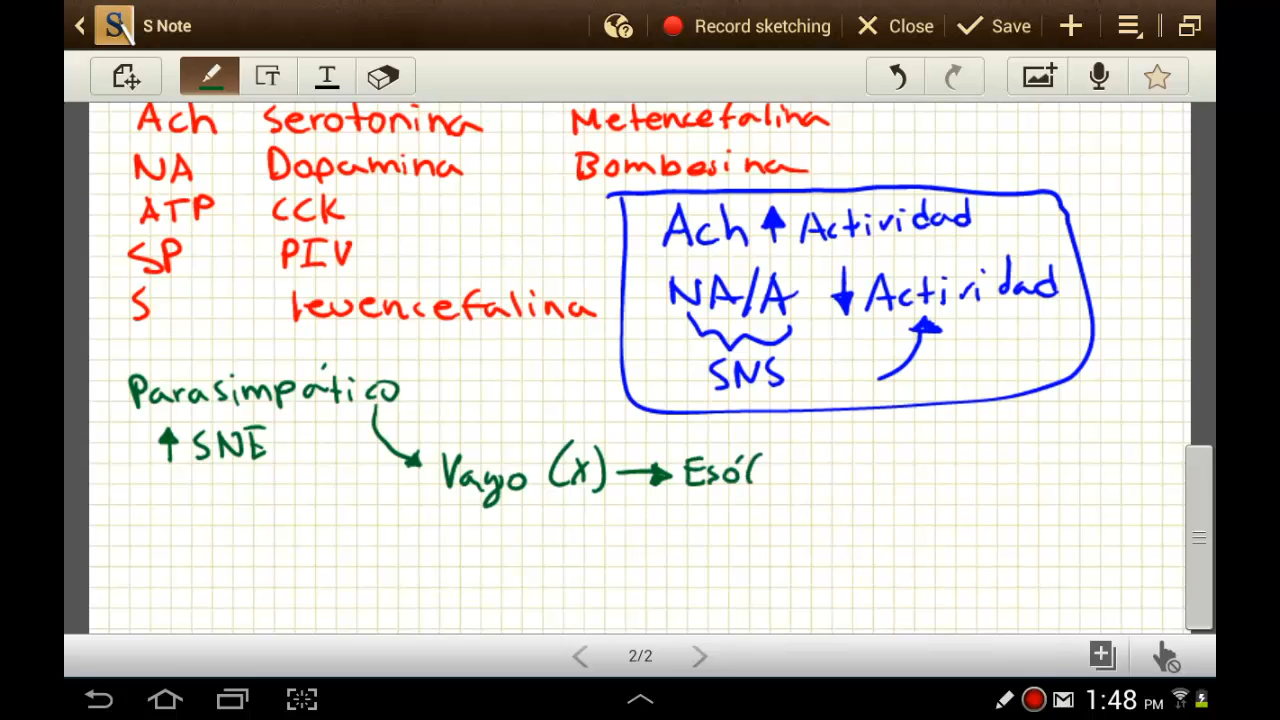 S Note Record sketching Close Save
Ach Serotonina Metencefalina
NA Dopamina Bombesina
ATP CCK
SP PIV
S leuencefalina
Ach ↑ Actividad
NA/A ↓ Actividad
SNS
Parasimpático
↑ SNE
Vago (X) → Esóf
2/2
1:48 PM